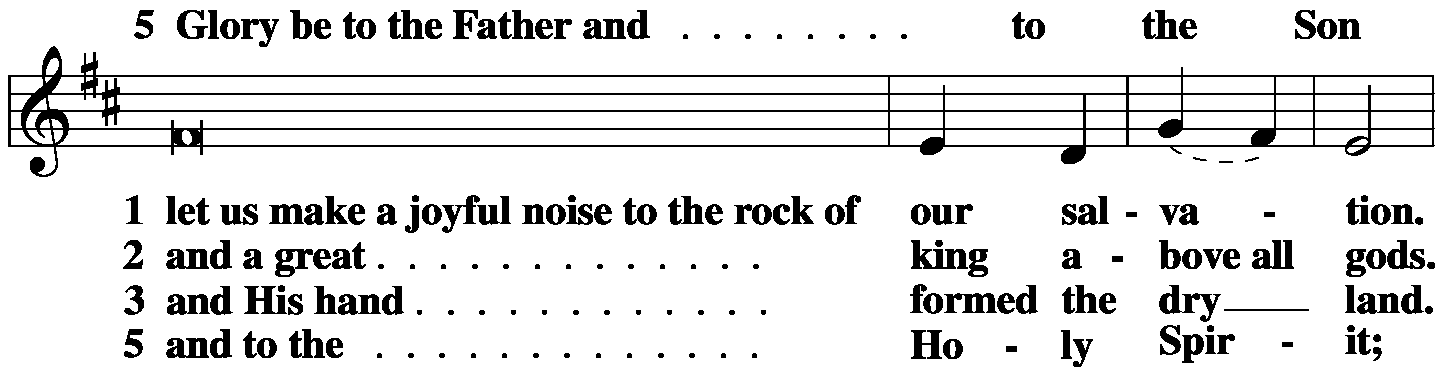 5 Glory be to the Father and . . . . . . . . to the Son
1 let us make a joyful noise to the rock of our sal - va - tion.
2 and a great . . . . . . . . . . . . . king a - bove all gods.
3 and His hand . . . . . . . . . . . . formed the dry land.
5 and to the . . . . . . . . . . . . . Ho - ly Spir - it;